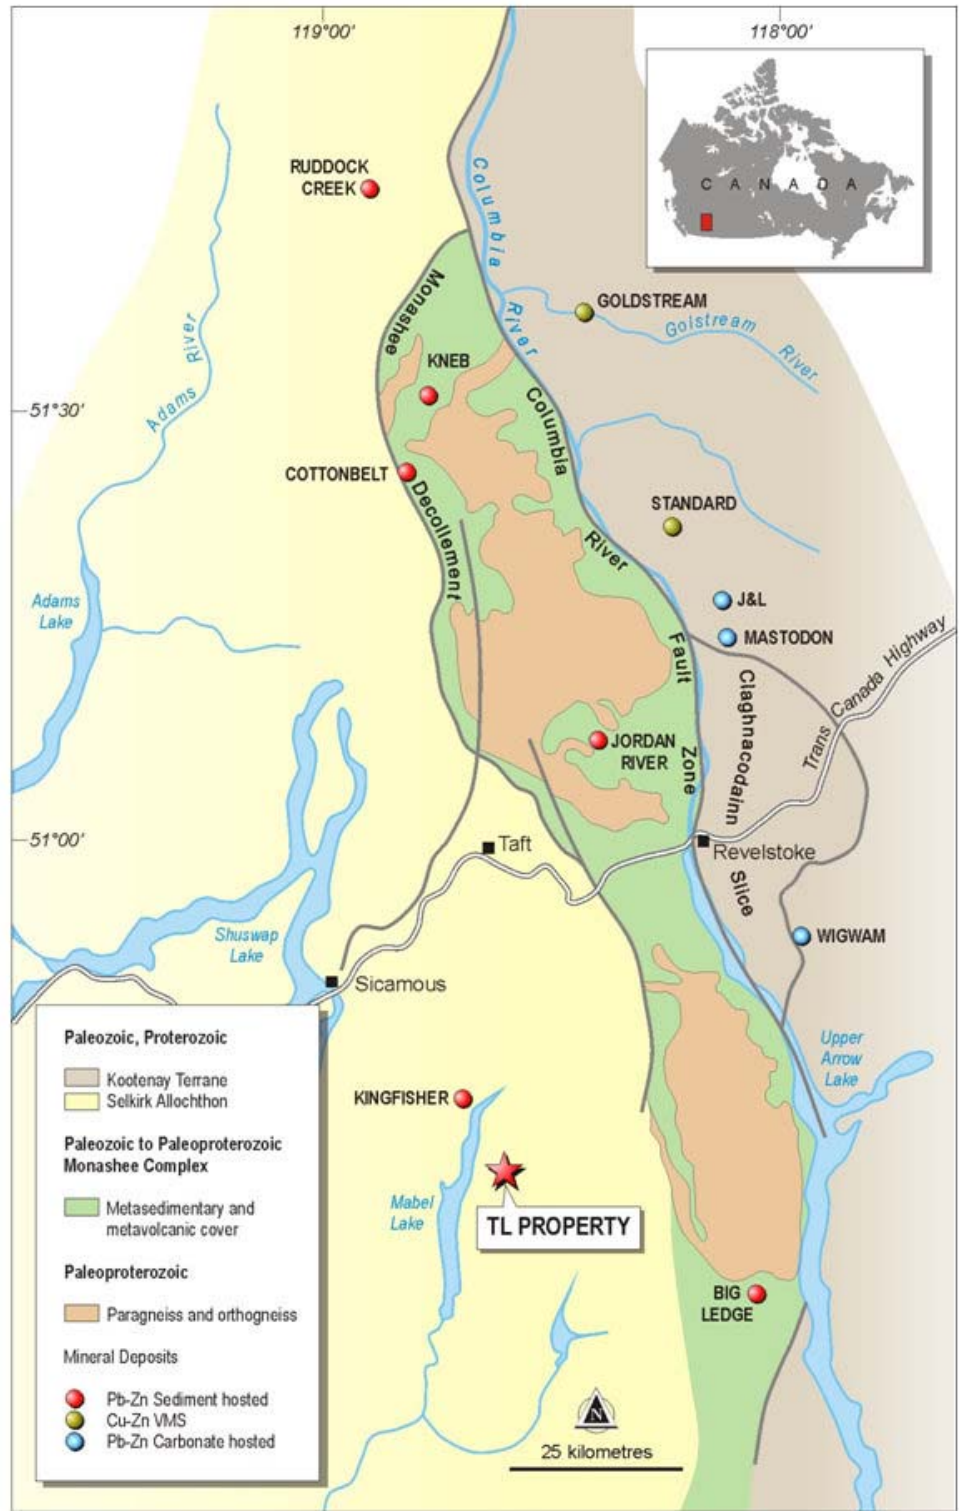 119°00'
118°00'
CANADA
RUDDOCK
CREEK
Columbia
River
GOLDSTREAM
Golstream
River
Monashee
Decollement
KNEB
Adams
River
51°30'
Columbia
River
Fault
Zone
COTTONBELT
STANDARD
J&L
MASTODON
Adams
Lake
Claghnacodainn
Slice
Trans Canada Highway
JORDAN
RIVER
51°00'
Taft
Revelstoke
Shuswap
Lake
WIGWAM
Sicamous
Upper
Arrow
Lake
KINGFISHER
Mabel
Lake
TL PROPERTY
BIG
LEDGE
N
25 kilometres
Paleozoic, Proterozoic
Kootenay Terrane
Selkirk Allochthon
Paleozoic to Paleoproterozoic
Monashee Complex
Metasedimentary and
metavolcanic cover
Paleoproterozoic
Paragneiss and orthogneiss
Mineral Deposits
Pb-Zn Sediment hosted
Cu-Zn VMS
Pb-Zn Carbonate hosted